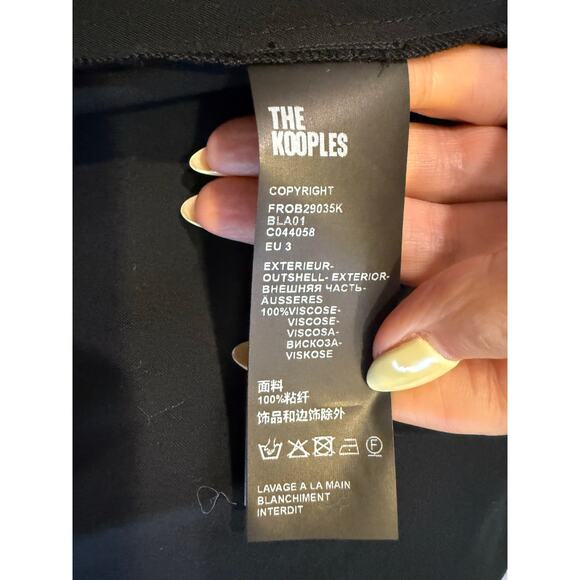 THE
KOOPLES
COPYRIGHT
FROB29035K
BLA01
C044058
EU 3
EXTERIEUR-
OUTSHELL- EXTERIOR-
ВНЕШНЯЯ ЧАСТЬ-
ÄUSSERES
100%VISCOSE-
VISCOSE-
VISCOSA-
ВИСКОЗА-
VISKOSE
面料
100%粘纤
饰品和边饰除外
F
LAVAGE A LA MAIN
BLANCHIMENT
INTERDIT